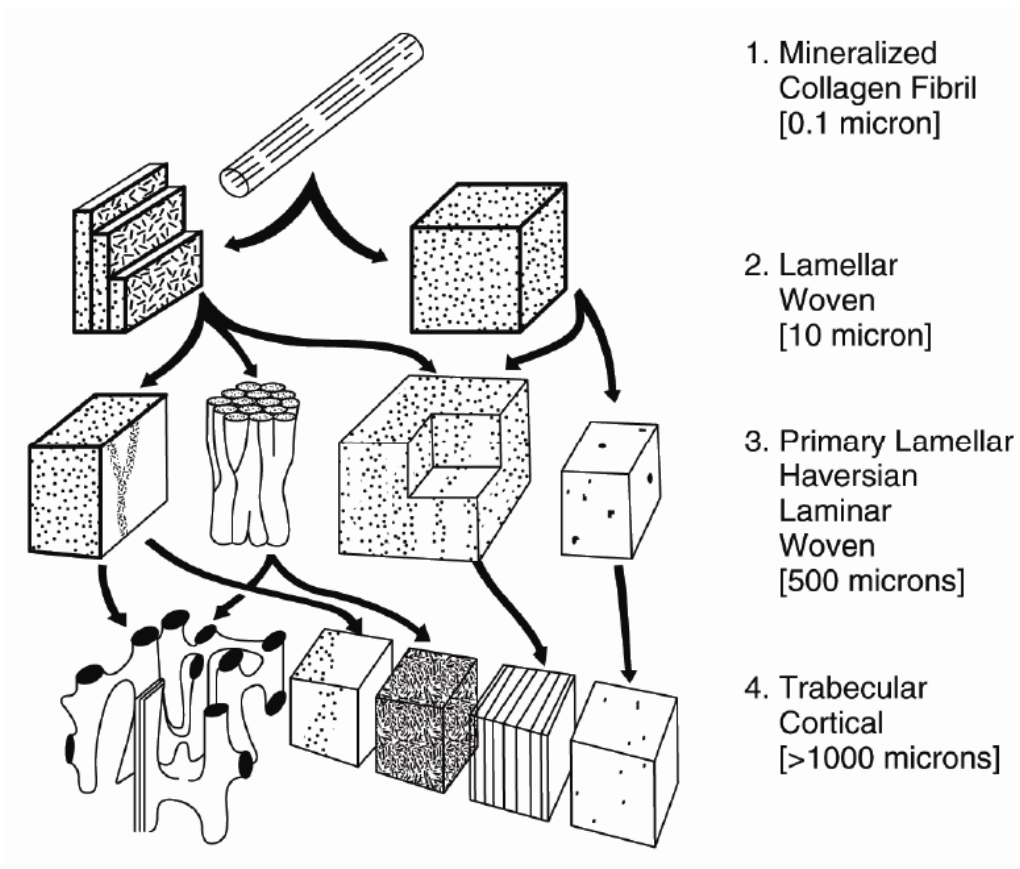 1. Mineralized
Collagen Fibril
[0.1 micron]
2. Lamellar
Woven
[10 micron]
3. Primary Lamellar
Haversian
Laminar
Woven
[500 microns]
4. Trabecular
Cortical
[>1000 microns]